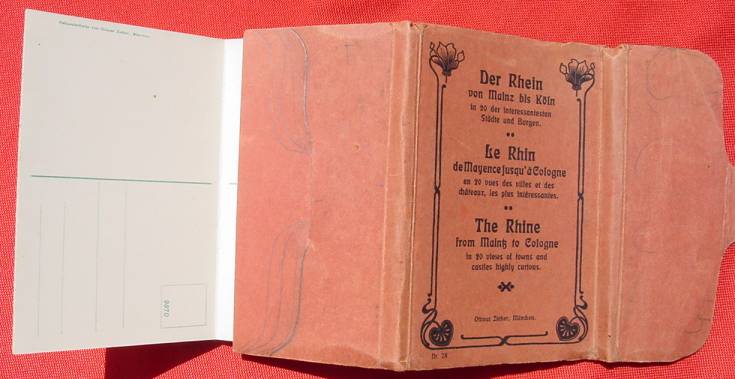 Der Rhein
von Mainz bis Köln
in 20 der interessantesten
Städte und Burgen.
Le Rhin
de Mayence jusqu'à Cologne
en 20 vues des villes et des
châteaux, les plus intéressantes.
The Rhine
from Maintz to Cologne
in 20 views of towns and
castles highly curious.
Ottmar Zieher, München.
Nr. 28
9870